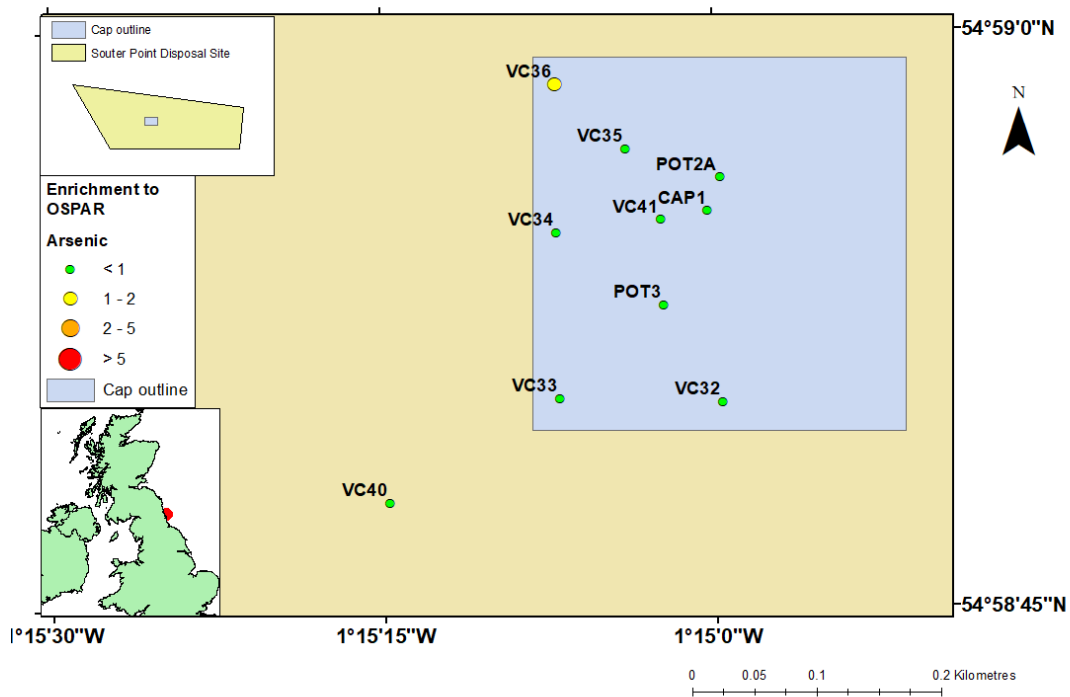 Cap outline
Souter Point Disposal Site
Enrichment to
OSPAR
Arsenic
< 1
1 - 2
2 - 5
> 5
Cap outline
VC36
VC35
POT2A
CAP1
VC41
VC34
POT3
VC33
VC32
VC40
54°59'0"N
N
54°58'45"N
1°15'30"W
1°15'15"W
1°15'0"W
0 0.05 0.1 0.2 Kilometres